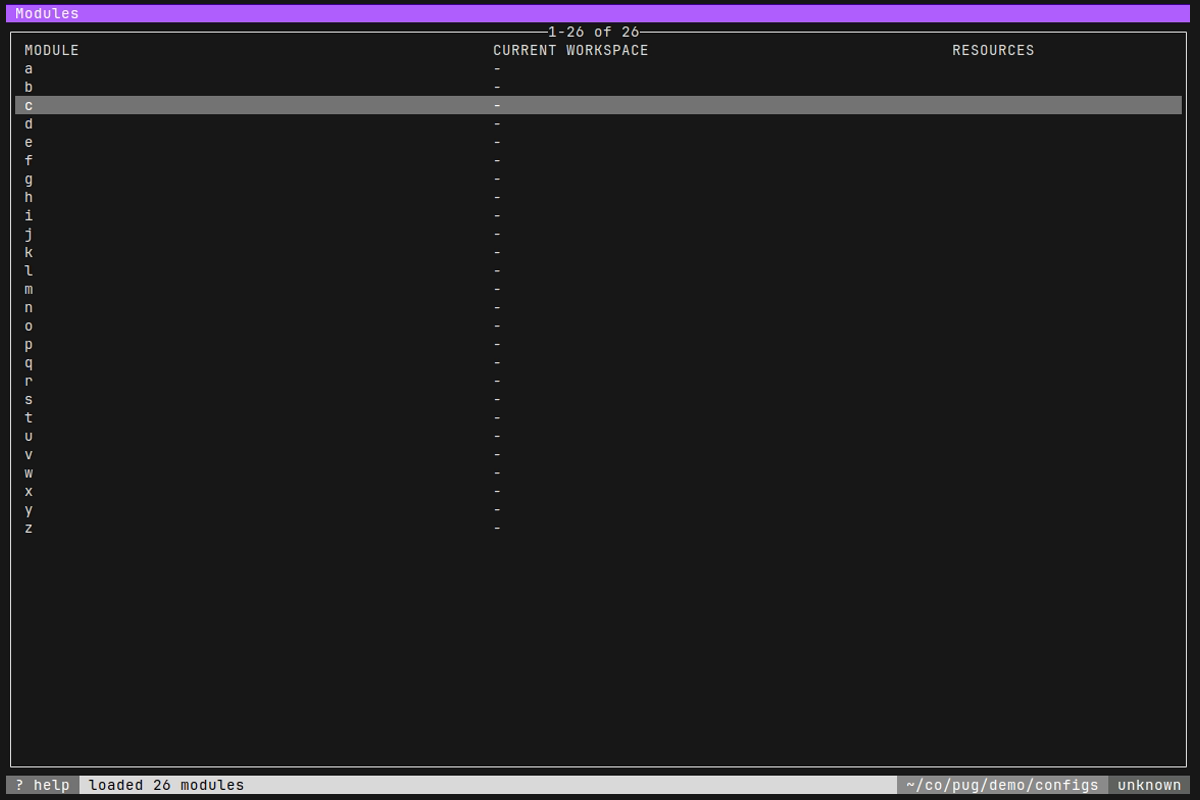 Modules
1-26 of 26
MODULE CURRENT WORKSPACE RESOURCES
a -
b -
c -
d -
e -
f -
g -
h -
i -
j -
k -
l -
m -
n -
o -
p -
q -
r -
s -
t -
u -
v -
w -
x -
y -
z -
? help loaded 26 modules ~/co/pug/demo/configs unknown